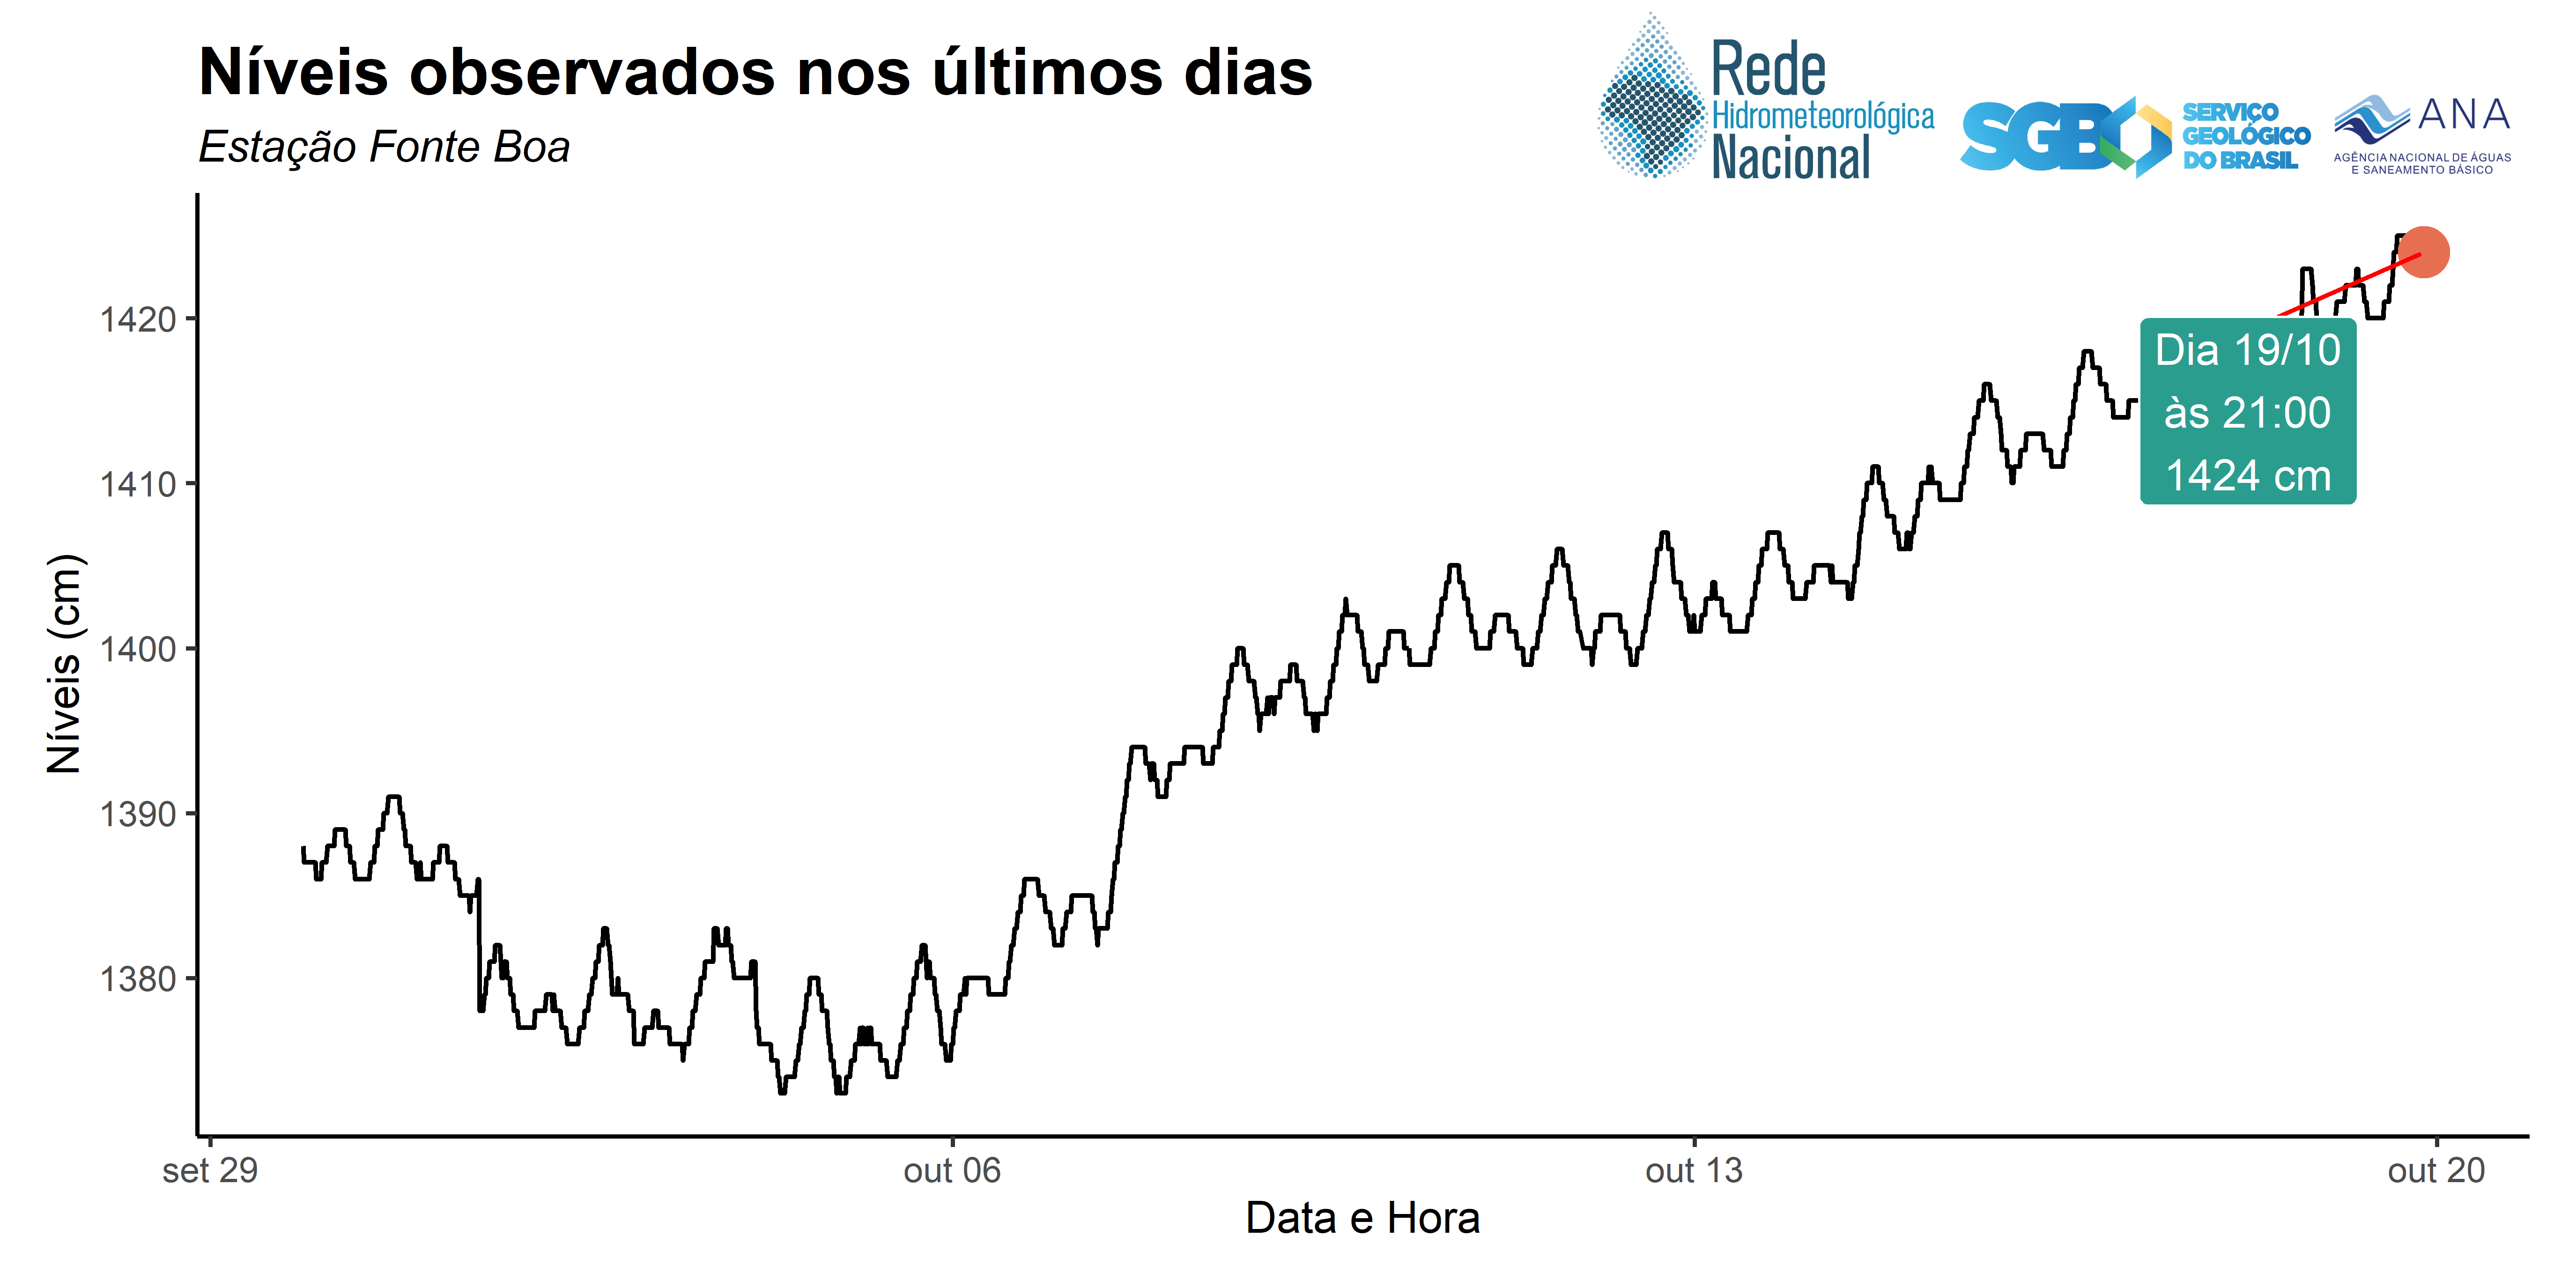 Níveis observados nos últimos dias
Estação Fonte Boa
Rede
Hidrometeorológica
Nacional
SGB
SERVIÇO
GEOLÓGICO
DO BRASIL
ANA
AGÊNCIA NACIONAL DE ÁGUAS
E SANEAMENTO BÁSICO
Níveis (cm)
1420
1410
1400
1390
1380
Dia 19/10
às 21:00
1424 cm
set 29
out 06
out 13
out 20
Data e Hora